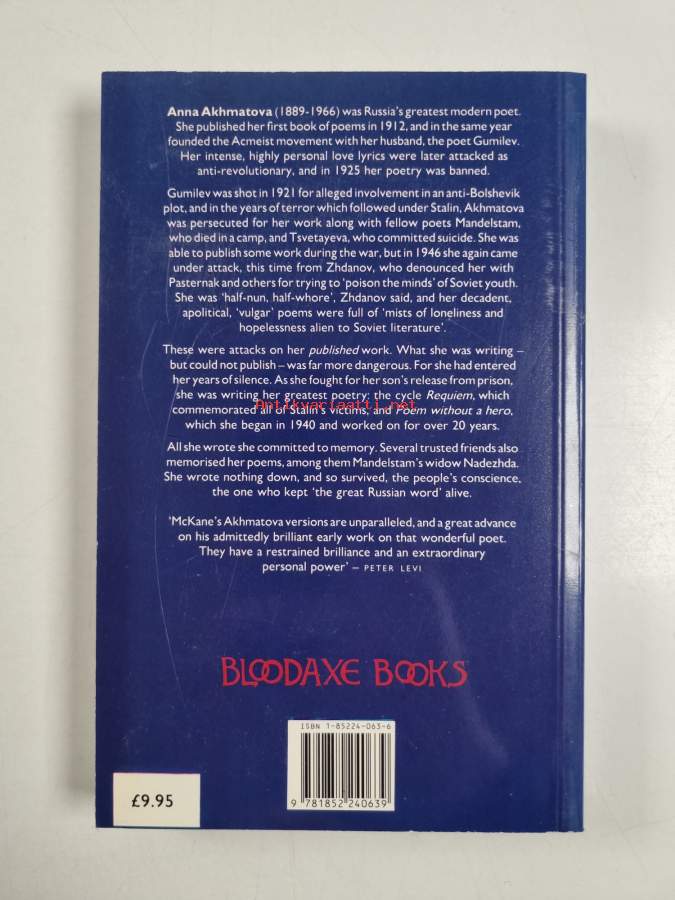 Anna Akhmatova (1889-1966) was Russia's greatest modern poet.
She published her first book of poems in 1912, and in the same year
founded the Acmeist movement with her husband, the poet Gumilev.
Her intense, highly personal love lyrics were later attacked as
anti-revolutionary, and in 1925 her poetry was banned.
Gumilev was shot in 1921 for alleged involvement in an anti-Bolshevik
plot, and in the years of terror which followed under Stalin, Akhmatova
was persecuted for her work along with fellow poets Mandelstam,
who died in a camp, and Tsvetayeva, who committed suicide. She was
able to publish some work during the war, but in 1946 she again came
under attack, this time from Zhdanov, who denounced her with
Pasternak and others for trying to 'poison the minds' of Soviet youth.
She was 'half-nun, half-whore', Zhdanov said, and her decadent,
apolitical, 'vulgar' poems were full of 'mists of loneliness and
hopelessness alien to Soviet literature'.
These were attacks on her published work. What she was writing –
but could not publish – was far more dangerous. For she had entered
her years of silence. As she fought for her son's release from prison,
she was writing her greatest poetry: the cycle Requiem, which
commemorated all of Stalin's victims, and Poem without a hero,
Antikvariaatti.net
which she began in 1940 and worked on for over 20 years.
All she wrote she committed to memory. Several trusted friends also
memorised her poems, among them Mandelstam's widow Nadezhda.
She wrote nothing down, and so survived, the people's conscience,
the one who kept 'the great Russian word' alive.
'McKane's Akhmatova versions are unparalleled, and a great advance
on his admittedly brilliant early work on that wonderful poet.
They have a restrained brilliance and an extraordinary
personal power' – PETER LEVI
BLOODAXE BOOKS
ISBN 1-85224-063-6
9 781852 240639
£9.95